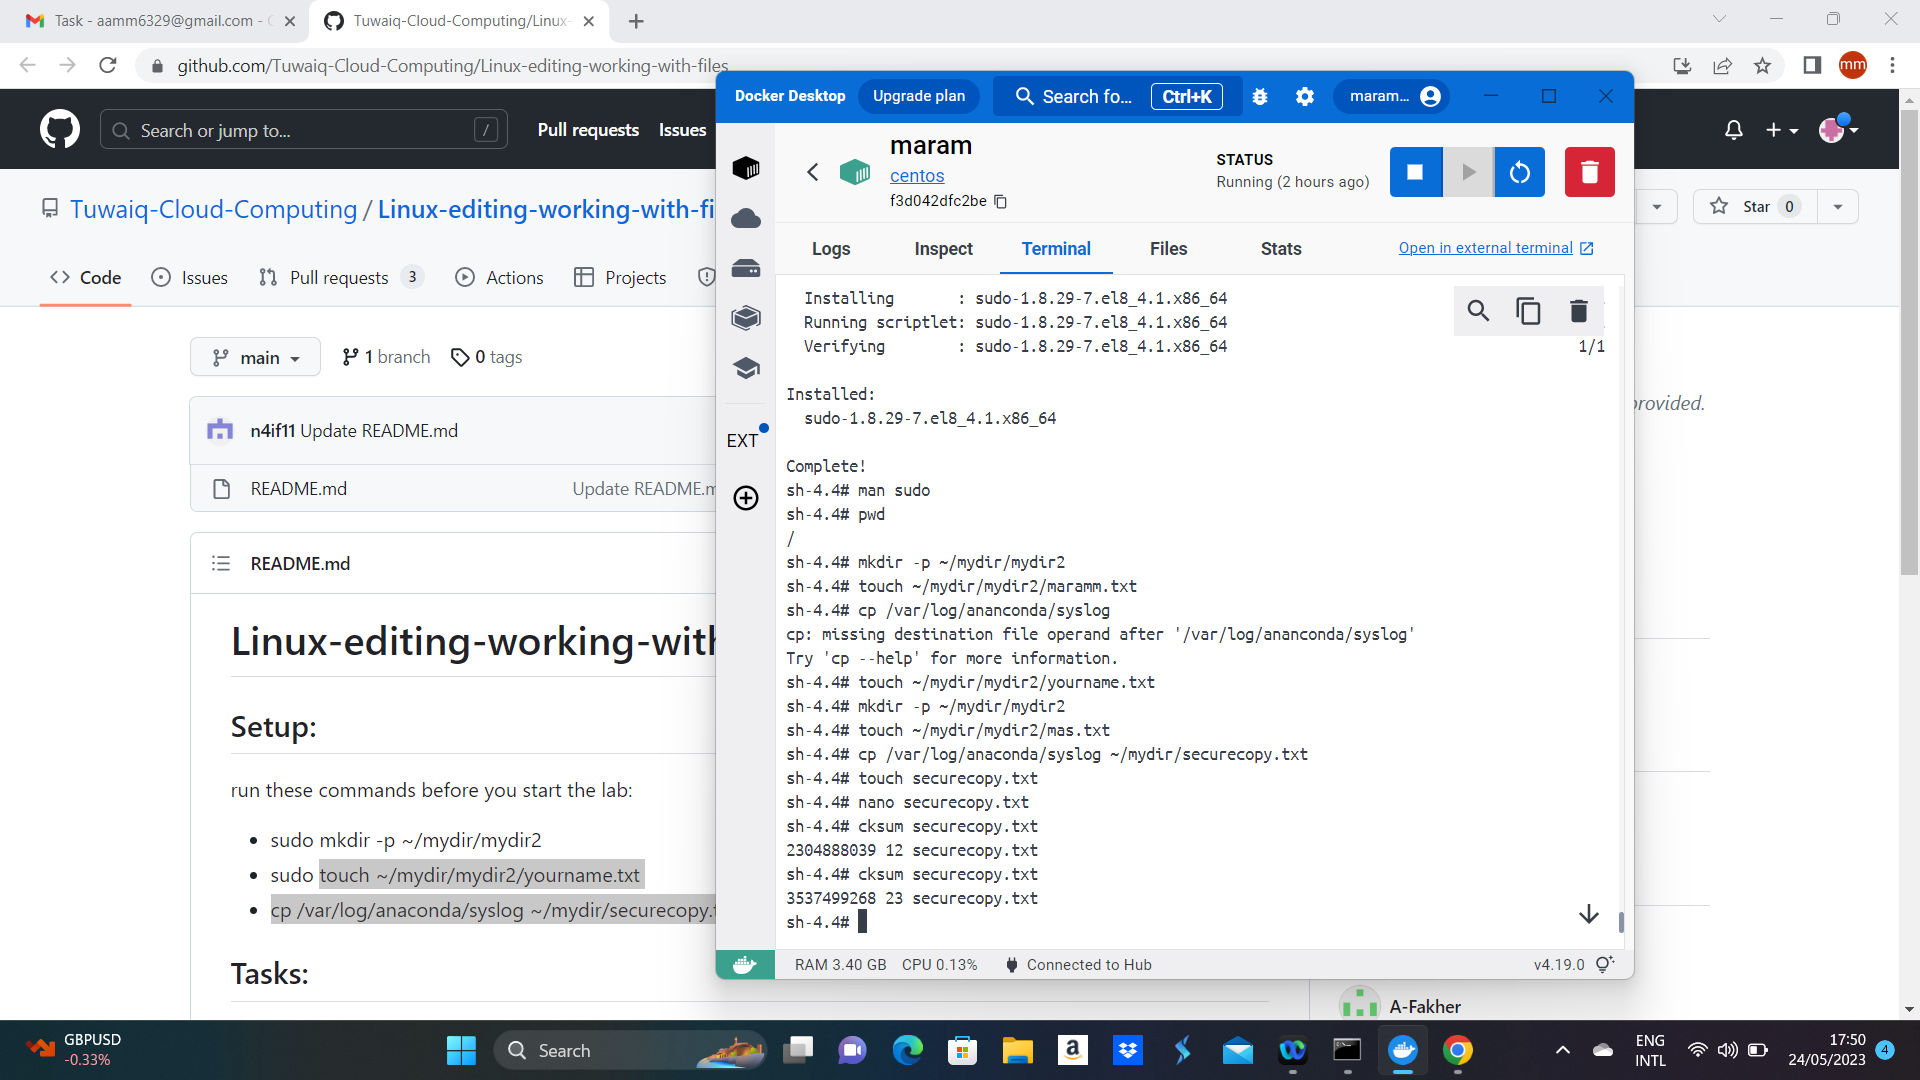 Task - aamm6329@gmail.com -
Tuwaiq-Cloud-Computing/Linux-
github.com/Tuwaiq-Cloud-Computing/Linux-editing-working-with-files
mm
Search or jump to...
/
Pull requests
Issues
Tuwaiq-Cloud-Computing / Linux-editing-working-with-fi
Star 0
Code
Issues
Pull requests 3
Actions
Projects
main
1 branch
0 tags
provided.
n4if11 Update README.md
README.md
Update README.m
README.md
Linux-editing-working-with
Setup:
run these commands before you start the lab:
sudo mkdir -p ~/mydir/mydir2
sudo touch ~/mydir/mydir2/yourname.txt
cp /var/log/anaconda/syslog ~/mydir/securecopy.t
Tasks:
A-Fakher
Docker Desktop
Upgrade plan
Search fo...
Ctrl+K
maram...
maram
centos
f3d042dfc2be
STATUS
Running (2 hours ago)
Logs
Inspect
Terminal
Files
Stats
Open in external terminal
EXT
Installing : sudo-1.8.29-7.el8_4.1.x86_64
Running scriptlet: sudo-1.8.29-7.el8_4.1.x86_64
Verifying : sudo-1.8.29-7.el8_4.1.x86_64 1/1
Installed:
sudo-1.8.29-7.el8_4.1.x86_64
Complete!
sh-4.4# man sudo
sh-4.4# pwd
/
sh-4.4# mkdir -p ~/mydir/mydir2
sh-4.4# touch ~/mydir/mydir2/maramm.txt
sh-4.4# cp /var/log/ananconda/syslog
cp: missing destination file operand after '/var/log/ananconda/syslog'
Try 'cp --help' for more information.
sh-4.4# touch ~/mydir/mydir2/yourname.txt
sh-4.4# mkdir -p ~/mydir/mydir2
sh-4.4# touch ~/mydir/mydir2/mas.txt
sh-4.4# cp /var/log/anaconda/syslog ~/mydir/securecopy.txt
sh-4.4# touch securecopy.txt
sh-4.4# nano securecopy.txt
sh-4.4# cksum securecopy.txt
2304888039 12 securecopy.txt
sh-4.4# cksum securecopy.txt
3537499268 23 securecopy.txt
sh-4.4#
RAM 3.40 GB CPU 0.13% Connected to Hub
v4.19.0
GBPUSD
-0.33%
Search
ENG
INTL
17:50
24/05/2023
4